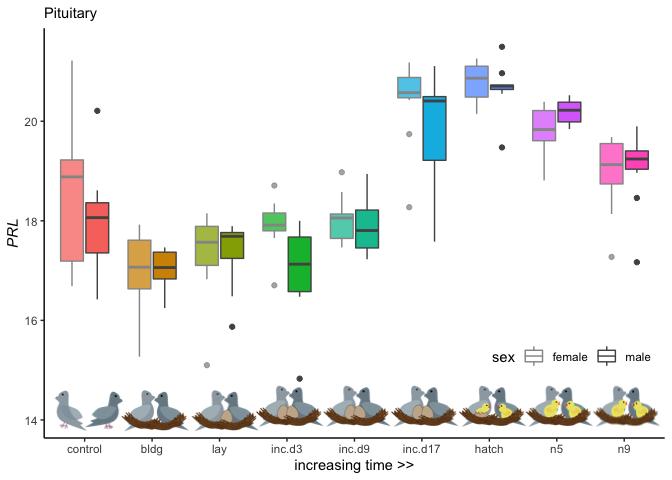 Pituitary
PRL
20
18
16
14
sex female male
control bldg lay inc.d3 inc.d9 inc.d17 hatch n5 n9
increasing time >>